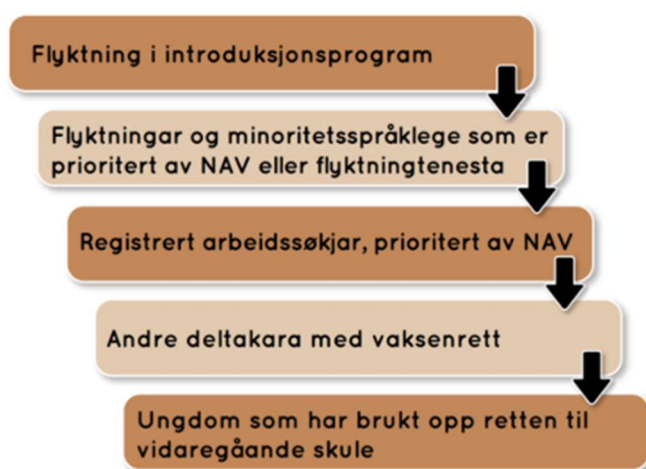 Flyktning i introduksjonsprogram
Flyktningar og minoritetsspråklege som er
prioritert av NAV eller flyktningtenesta
Registrert arbeidssøkjar, prioritert av NAV
Andre deltakara med vaksenrett
Ungdom som har brukt opp retten til
vidaregåande skule